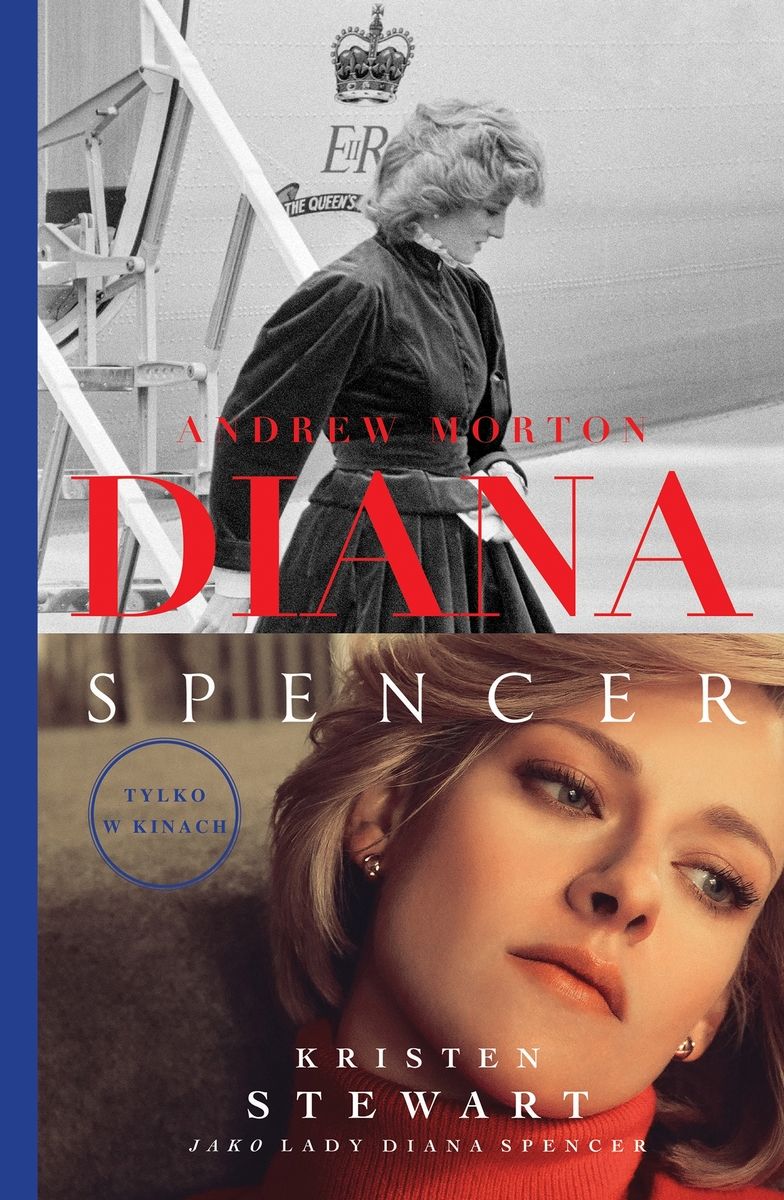 EIIR
THE QUEEN'S
ANDREW MORTON
DIANA
SPENCER
TYLKO
W KINACH
KRISTEN
STEWART
JAKO LADY DIANA SPENCER